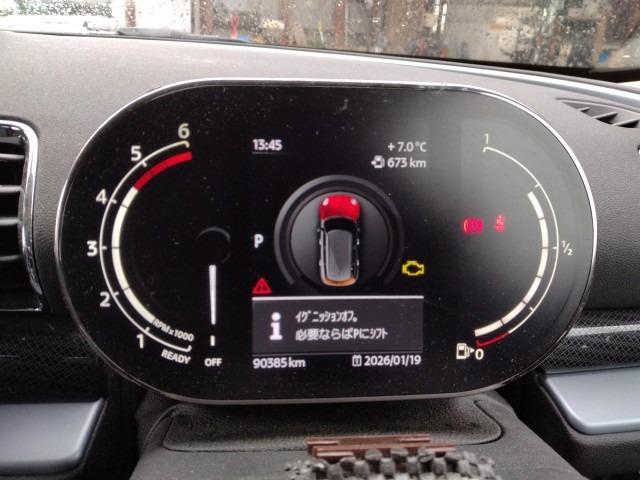 13:45
+ 7.0 °C
673 km
6
5
4
3
2
1
RPM x1000
READY
OFF
P
ｲｸﾞﾆｯｼｮﾝｵﾌ。
必要ならばPにｼﾌﾄ
90385 km
2026/01/19
1
1/2
0